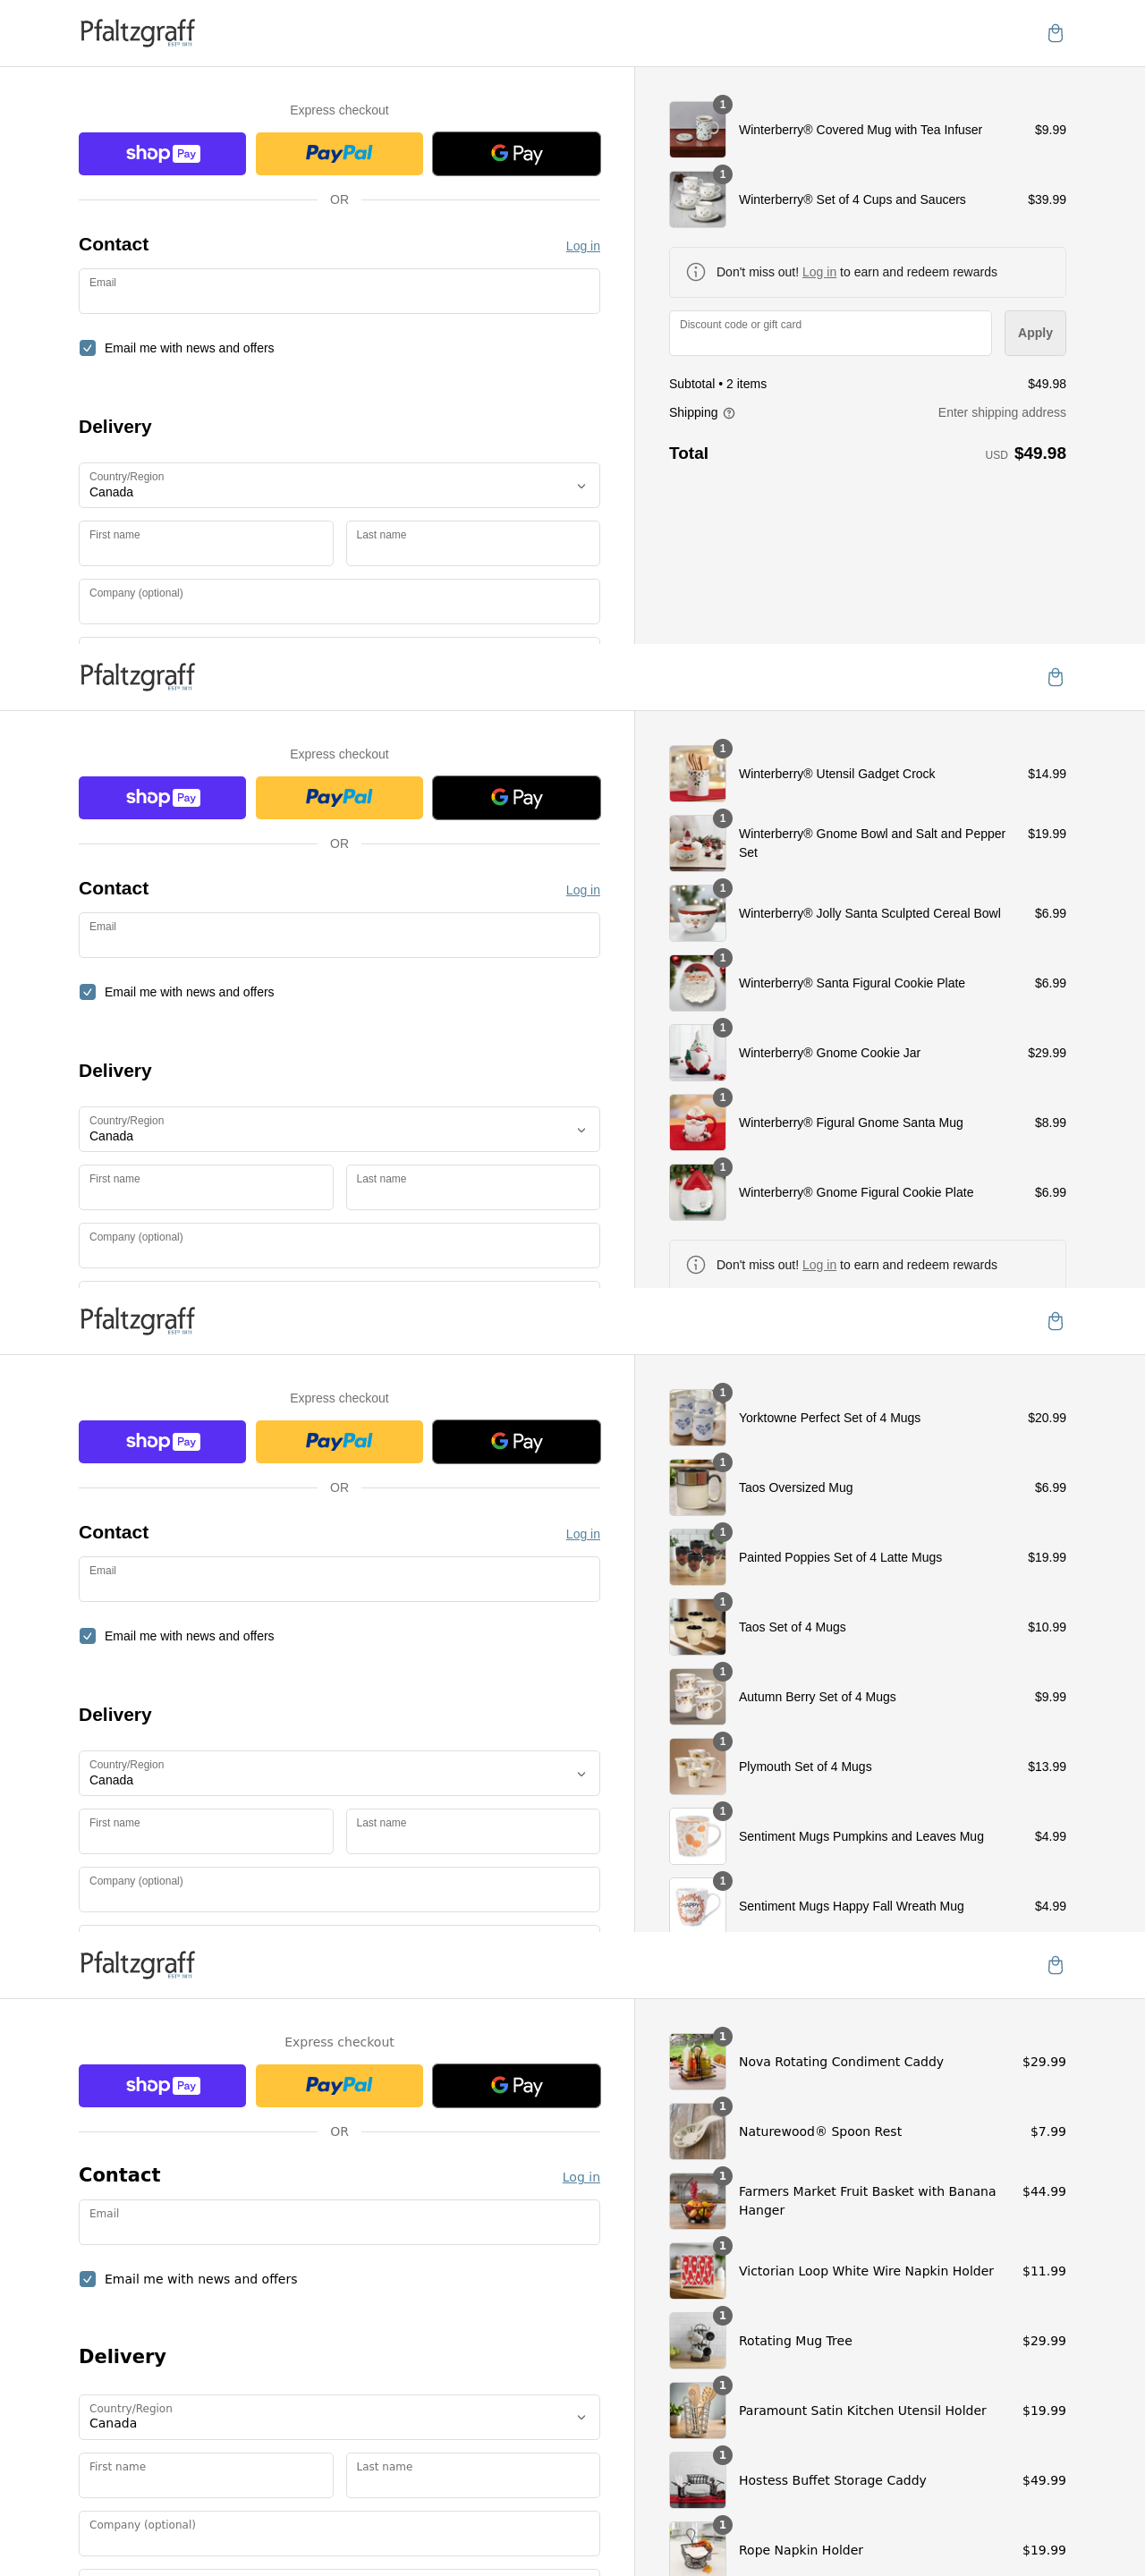 Pfaltzgraff
EST 1811
Express checkout
shop Pay
PayPal
G Pay
OR
Contact
Log in
Email
Email me with news and offers
Delivery
Country/Region
Canada
First name
Last name
Company (optional)
1
Winterberry® Covered Mug with Tea Infuser
$9.99
1
Winterberry® Set of 4 Cups and Saucers
$39.99
Don't miss out! Log in to earn and redeem rewards
Discount code or gift card
Apply
Subtotal • 2 items
$49.98
Shipping
Enter shipping address
Total
USD $49.98
Pfaltzgraff
EST 1811
Express checkout
shop Pay
PayPal
G Pay
OR
Contact
Log in
Email
Email me with news and offers
Delivery
Country/Region
Canada
First name
Last name
Company (optional)
1
Winterberry® Utensil Gadget Crock
$14.99
1
Winterberry® Gnome Bowl and Salt and Pepper
Set
$19.99
1
Winterberry® Jolly Santa Sculpted Cereal Bowl
$6.99
1
Winterberry® Santa Figural Cookie Plate
$6.99
1
Winterberry® Gnome Cookie Jar
$29.99
1
Winterberry® Figural Gnome Santa Mug
$8.99
1
Winterberry® Gnome Figural Cookie Plate
$6.99
Don't miss out! Log in to earn and redeem rewards
Pfaltzgraff
EST 1811
Express checkout
shop Pay
PayPal
G Pay
OR
Contact
Log in
Email
Email me with news and offers
Delivery
Country/Region
Canada
First name
Last name
Company (optional)
1
Yorktowne Perfect Set of 4 Mugs
$20.99
1
Taos Oversized Mug
$6.99
1
Painted Poppies Set of 4 Latte Mugs
$19.99
1
Taos Set of 4 Mugs
$10.99
1
Autumn Berry Set of 4 Mugs
$9.99
1
Plymouth Set of 4 Mugs
$13.99
1
Sentiment Mugs Pumpkins and Leaves Mug
$4.99
1
HAPPY
Sentiment Mugs Happy Fall Wreath Mug
$4.99
Pfaltzgraff
EST 1811
Express checkout
shop Pay
PayPal
G Pay
OR
Contact
Log in
Email
Email me with news and offers
Delivery
Country/Region
Canada
First name
Last name
Company (optional)
1
Nova Rotating Condiment Caddy
$29.99
1
Naturewood® Spoon Rest
$7.99
1
Farmers Market Fruit Basket with Banana
Hanger
$44.99
1
Victorian Loop White Wire Napkin Holder
$11.99
1
Rotating Mug Tree
$29.99
1
Paramount Satin Kitchen Utensil Holder
$19.99
1
Hostess Buffet Storage Caddy
$49.99
1
Rope Napkin Holder
$19.99